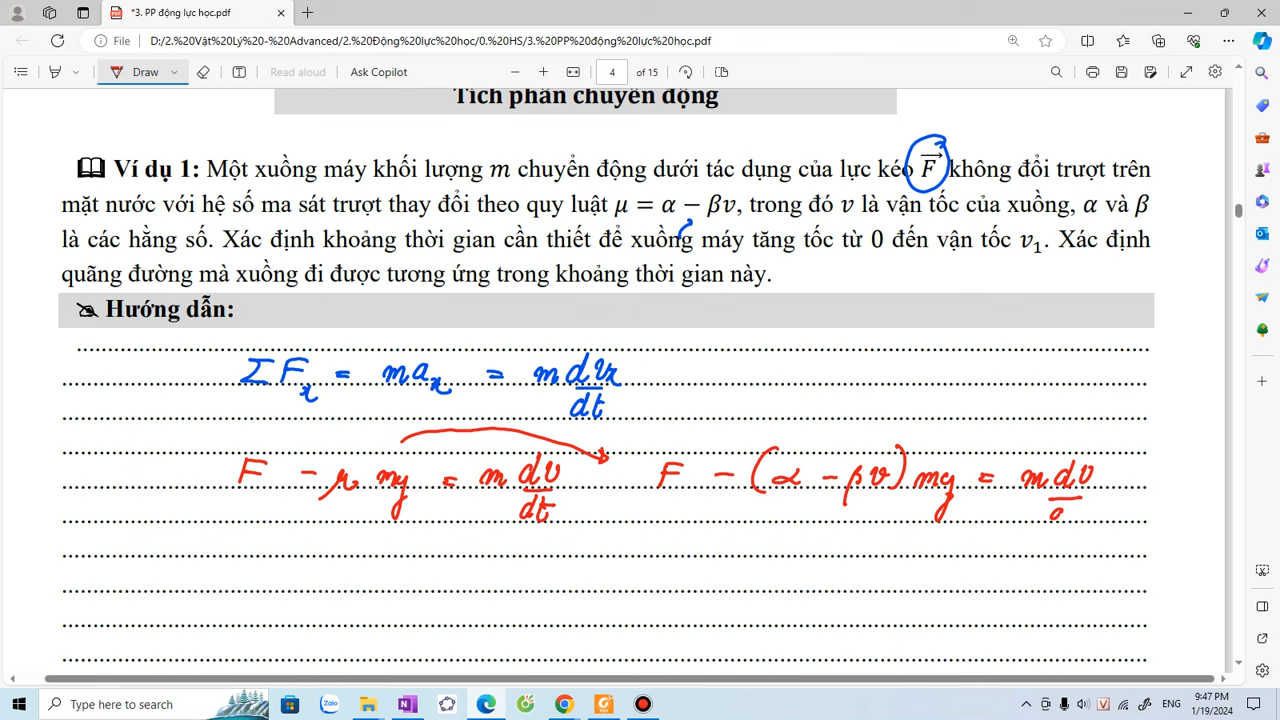 *3. PP động lực học.pdf
File D:/2.%20Vật%20Lý%20-%20Advanced/2.%20Động%20lực%20học/0.%20HS/3.%20PP%20động%20lực%20học.pdf
Draw Read aloud Ask Copilot 4 of 15
Tích phân chuyển động
Ví dụ 1: Một xuồng máy khối lượng m chuyển động dưới tác dụng của lực kéo F⃗ không đổi trượt trên
mặt nước với hệ số ma sát trượt thay đổi theo quy luật μ = α − βv, trong đó v là vận tốc của xuồng, α và β
là các hằng số. Xác định khoảng thời gian cần thiết để xuồng máy tăng tốc từ 0 đến vận tốc v₁. Xác định
quãng đường mà xuồng đi được tương ứng trong khoảng thời gian này.
Hướng dẫn:
ΣFₓ = maₓ = m dvₓ/dt
F − μ mg = m dv/dt F − (α − βv) mg = m dv
Type here to search
Zalo
ENG
9:47 PM
1/19/2024